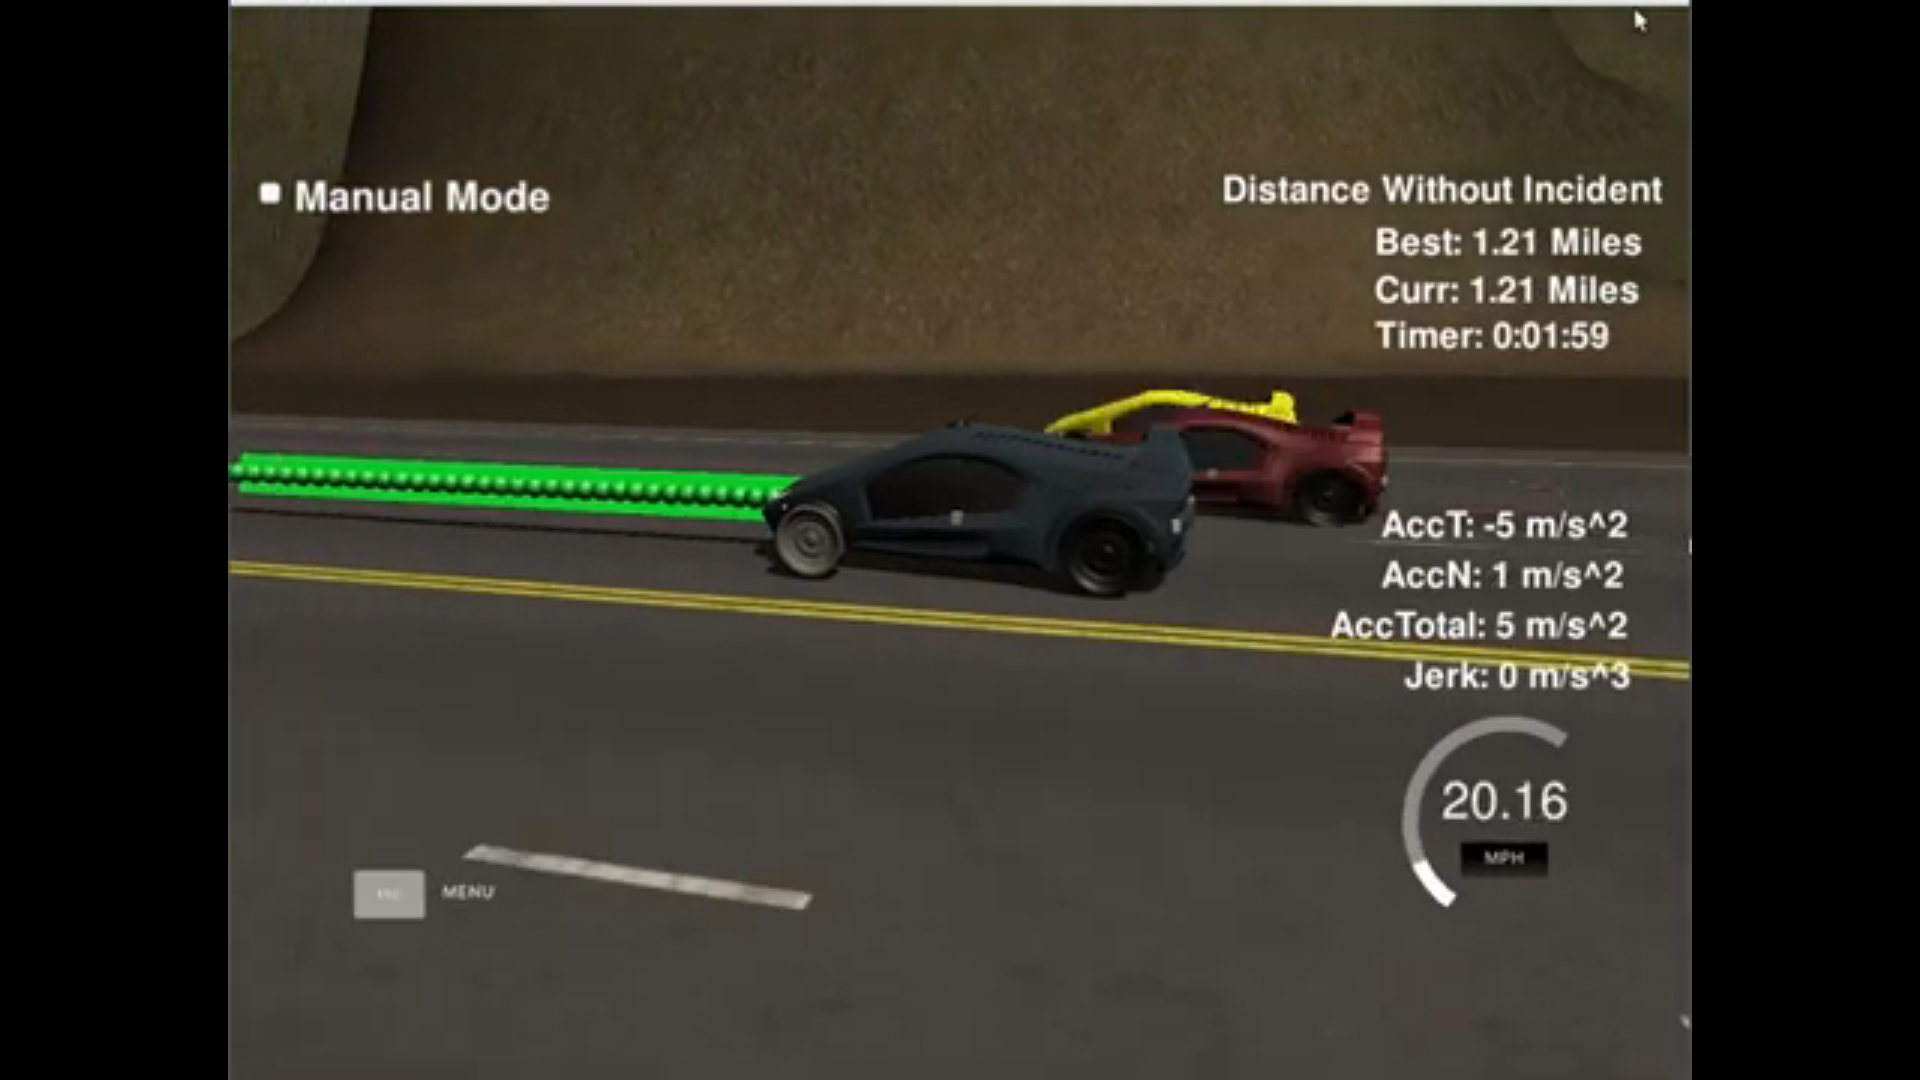 Manual Mode
Distance Without Incident
Best: 1.21 Miles
Curr: 1.21 Miles
Timer: 0:01:59
AccT: -5 m/s^2
AccN: 1 m/s^2
AccTotal: 5 m/s^2
Jerk: 0 m/s^3
20.16
MPH
MENU